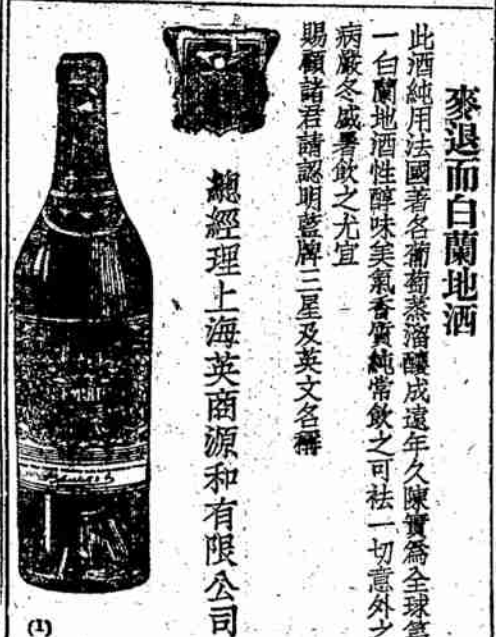 麥退而白蘭地酒
此酒純用法國著名葡萄蒸溜釀成遠年久陳實爲全球第
一白蘭地酒性醇味美氣香質純常飲之可袪一切意外之
病嚴冬盛暑飲之尤宜
賜顧諸君請認明藍牌三星及英文名稱
總經理上海英商源和有限公司
(1)